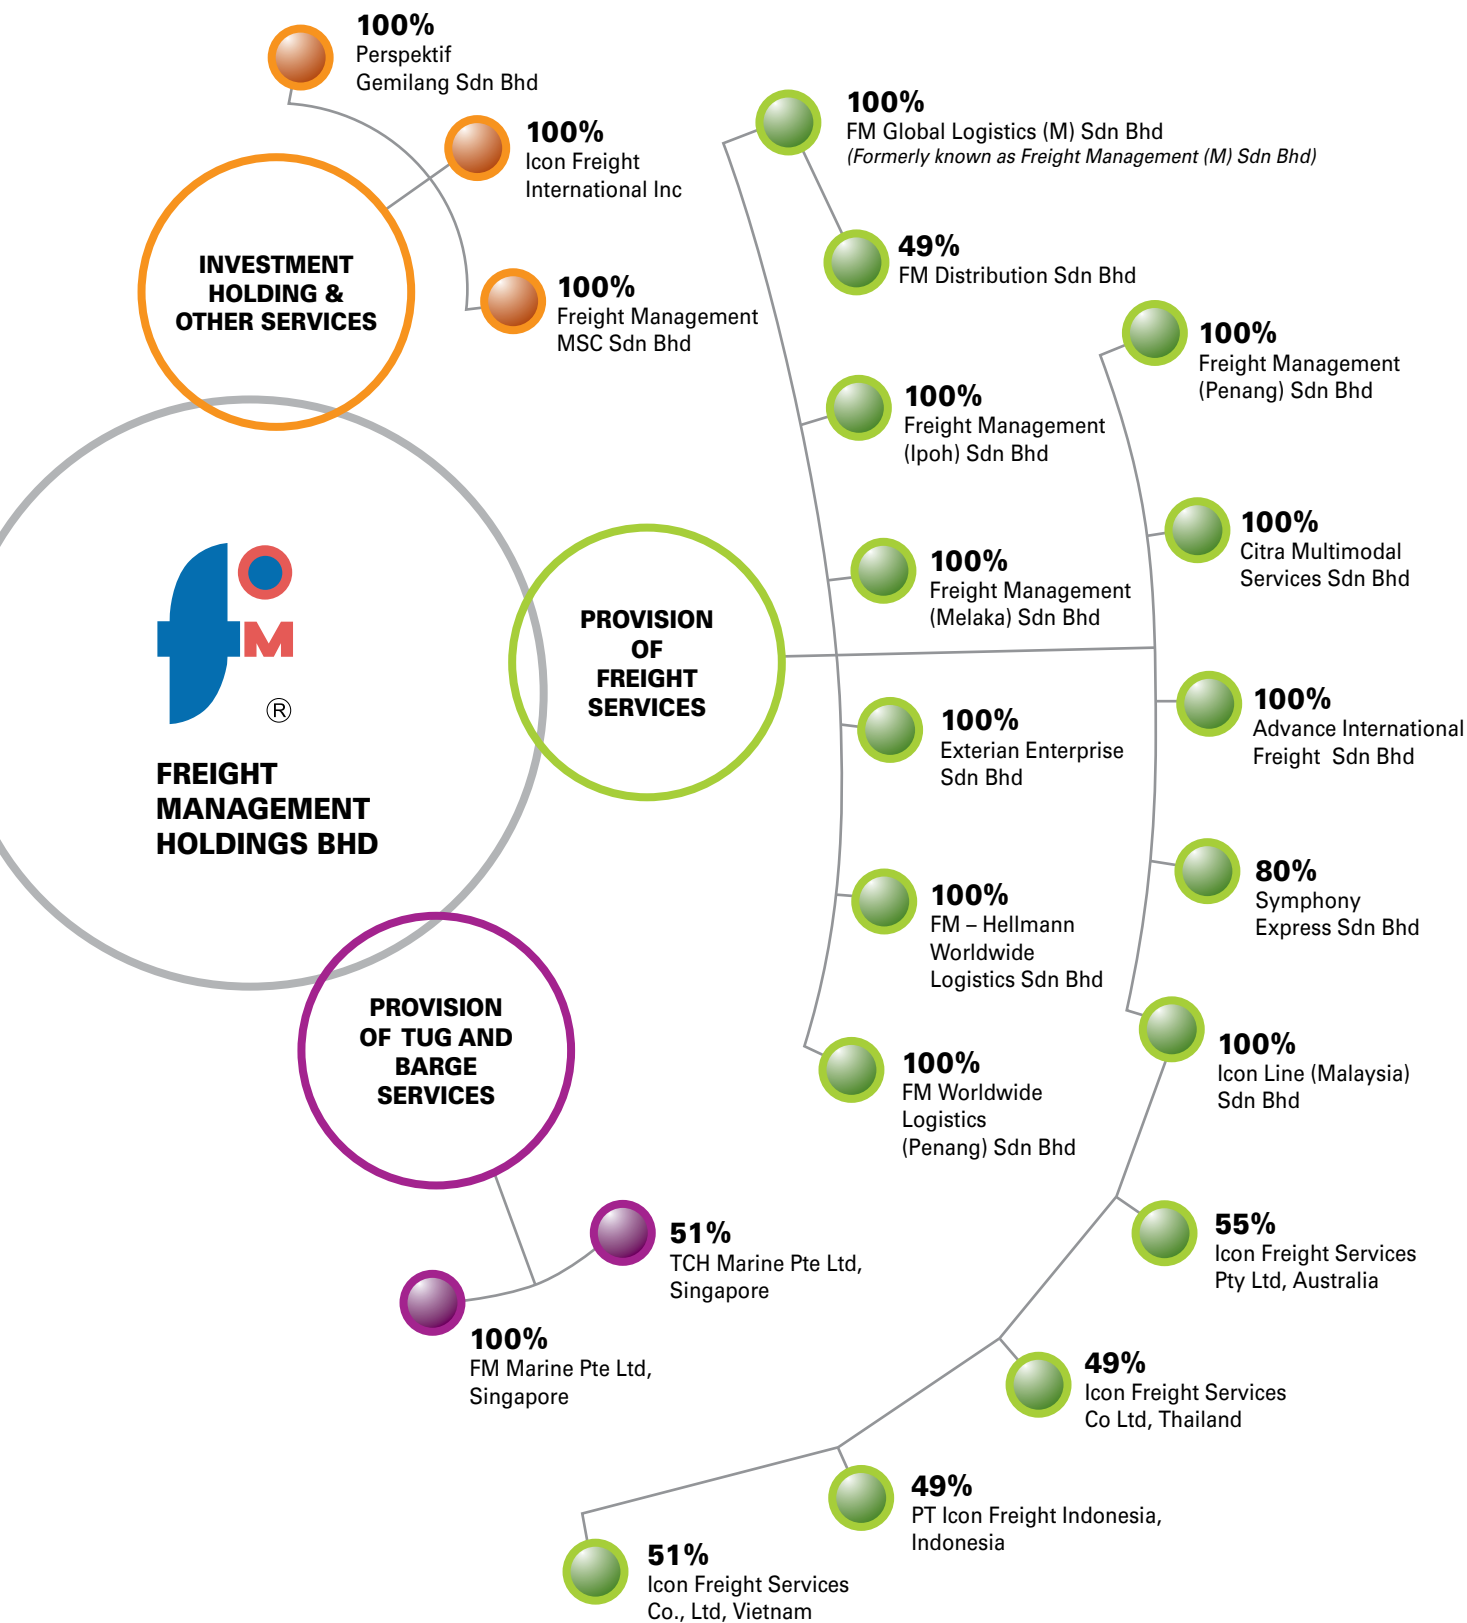 100%
Perspektif
Gemilang Sdn Bhd
100%
Icon Freight
International Inc
100%
Freight Management
MSC Sdn Bhd
INVESTMENT
HOLDING &
OTHER SERVICES
fM
®
FREIGHT
MANAGEMENT
HOLDINGS BHD
PROVISION
OF
FREIGHT
SERVICES
100%
FM Global Logistics (M) Sdn Bhd
(Formerly known as Freight Management (M) Sdn Bhd)
49%
FM Distribution Sdn Bhd
100%
Freight Management
(Ipoh) Sdn Bhd
100%
Freight Management
(Melaka) Sdn Bhd
100%
Exterian Enterprise
Sdn Bhd
100%
FM – Hellmann
Worldwide
Logistics Sdn Bhd
100%
FM Worldwide
Logistics
(Penang) Sdn Bhd
100%
Freight Management
(Penang) Sdn Bhd
100%
Citra Multimodal
Services Sdn Bhd
100%
Advance International
Freight Sdn Bhd
80%
Symphony
Express Sdn Bhd
100%
Icon Line (Malaysia)
Sdn Bhd
55%
Icon Freight Services
Pty Ltd, Australia
49%
Icon Freight Services
Co Ltd, Thailand
49%
PT Icon Freight Indonesia,
Indonesia
51%
Icon Freight Services
Co., Ltd, Vietnam
PROVISION
OF TUG AND
BARGE
SERVICES
51%
TCH Marine Pte Ltd,
Singapore
100%
FM Marine Pte Ltd,
Singapore